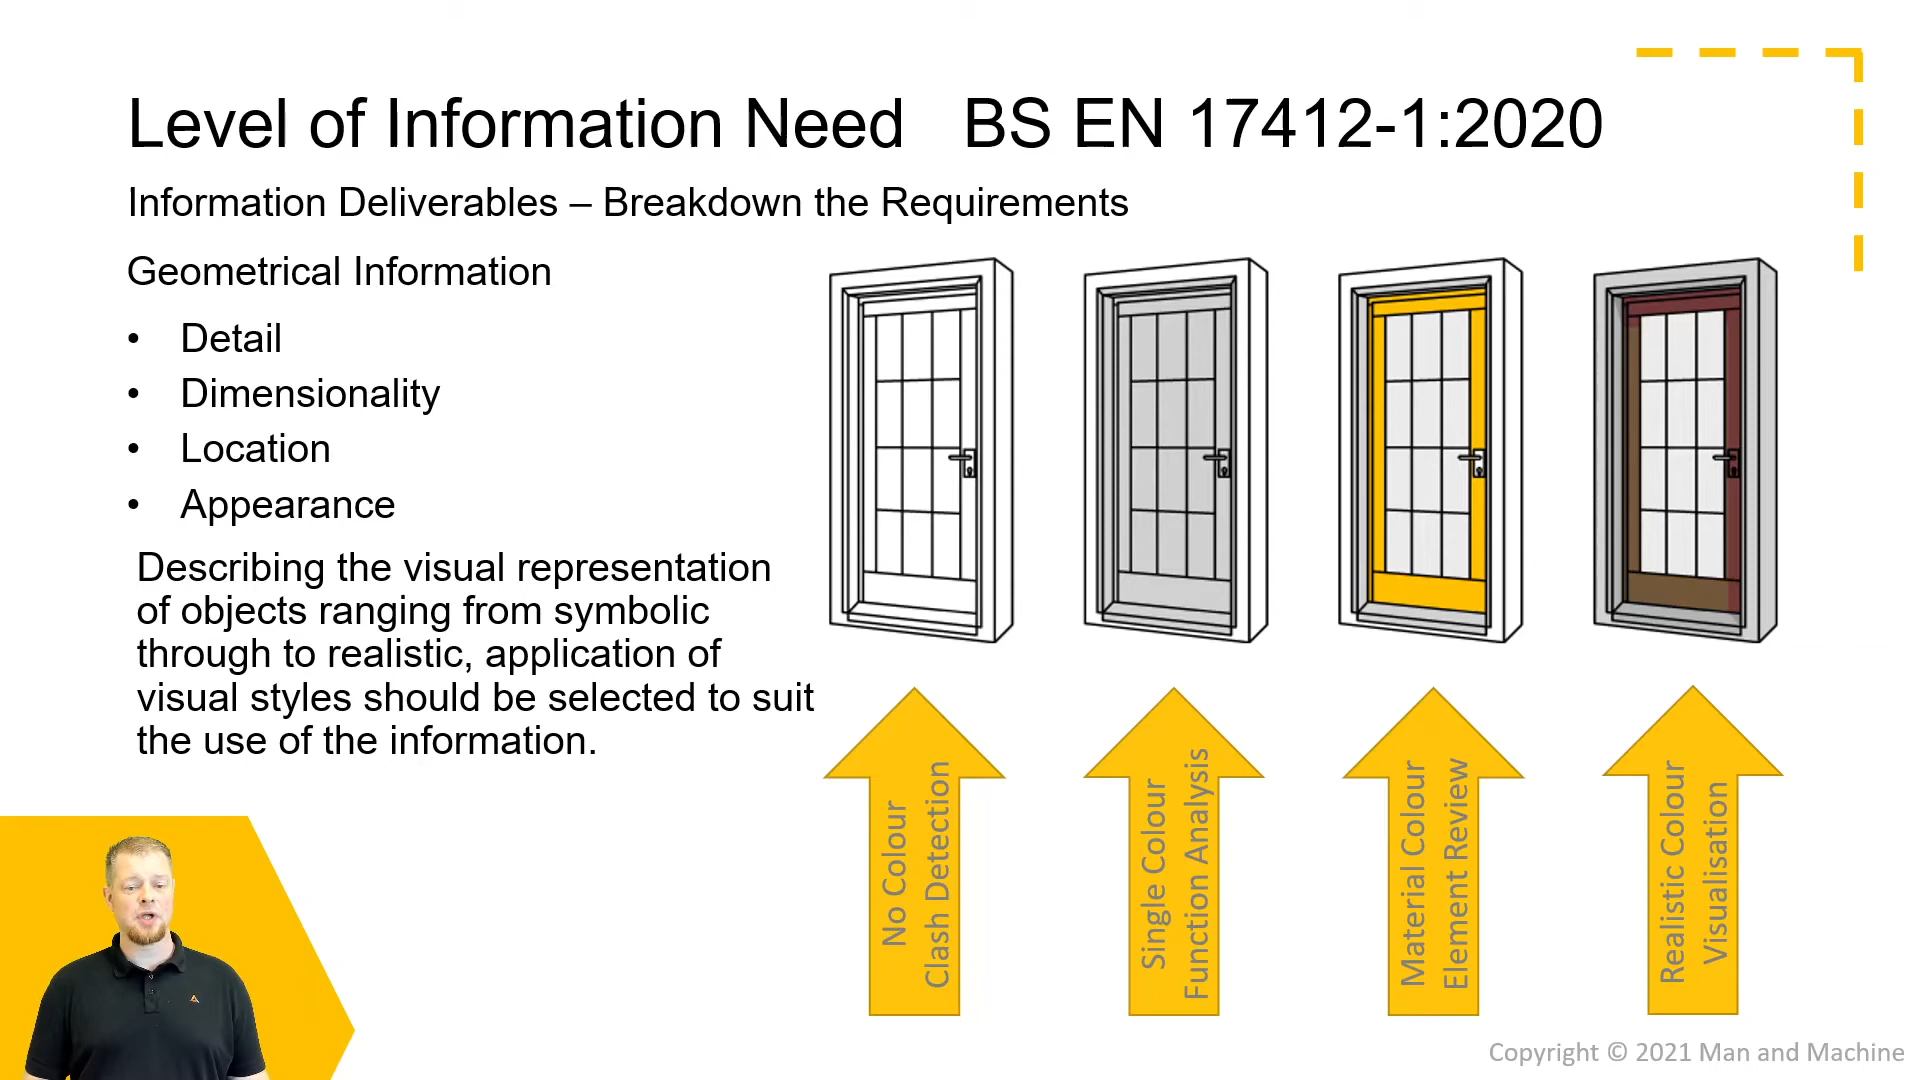 Level of Information Need BS EN 17412-1:2020
Information Deliverables – Breakdown the Requirements
Geometrical Information
• Detail
• Dimensionality
• Location
• Appearance
Describing the visual representation
of objects ranging from symbolic
through to realistic, application of
visual styles should be selected to suit
the use of the information.
No Colour
Clash Detection
Single Colour
Function Analysis
Material Colour
Element Review
Realistic Colour
Visualisation
Copyright © 2021 Man and Machine